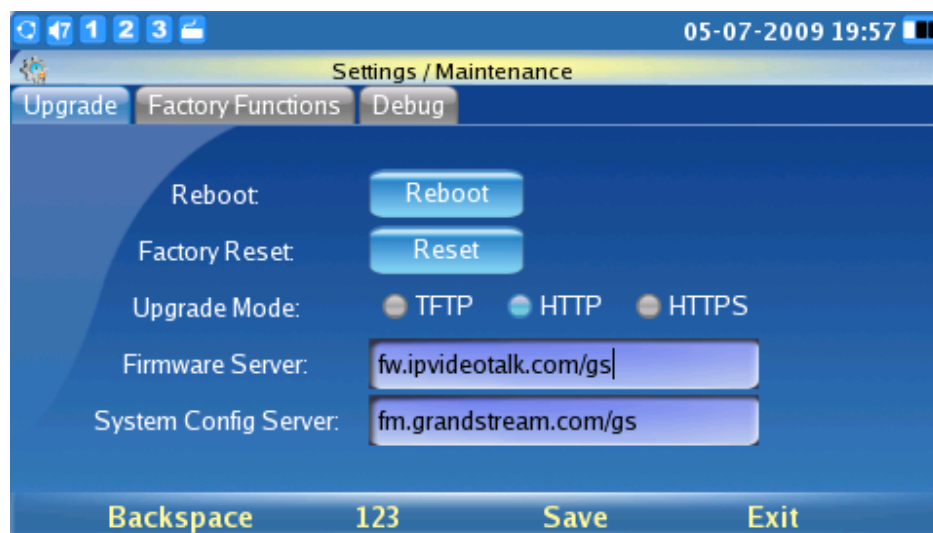 7 1 2 3 05-07-2009 19:57
Settings / Maintenance
Upgrade Factory Functions Debug
Reboot: Reboot
Factory Reset: Reset
Upgrade Mode: TFTP HTTP HTTPS
Firmware Server: fw.ipvideotalk.com/gs
System Config Server: fm.grandstream.com/gs
Backspace 123 Save Exit